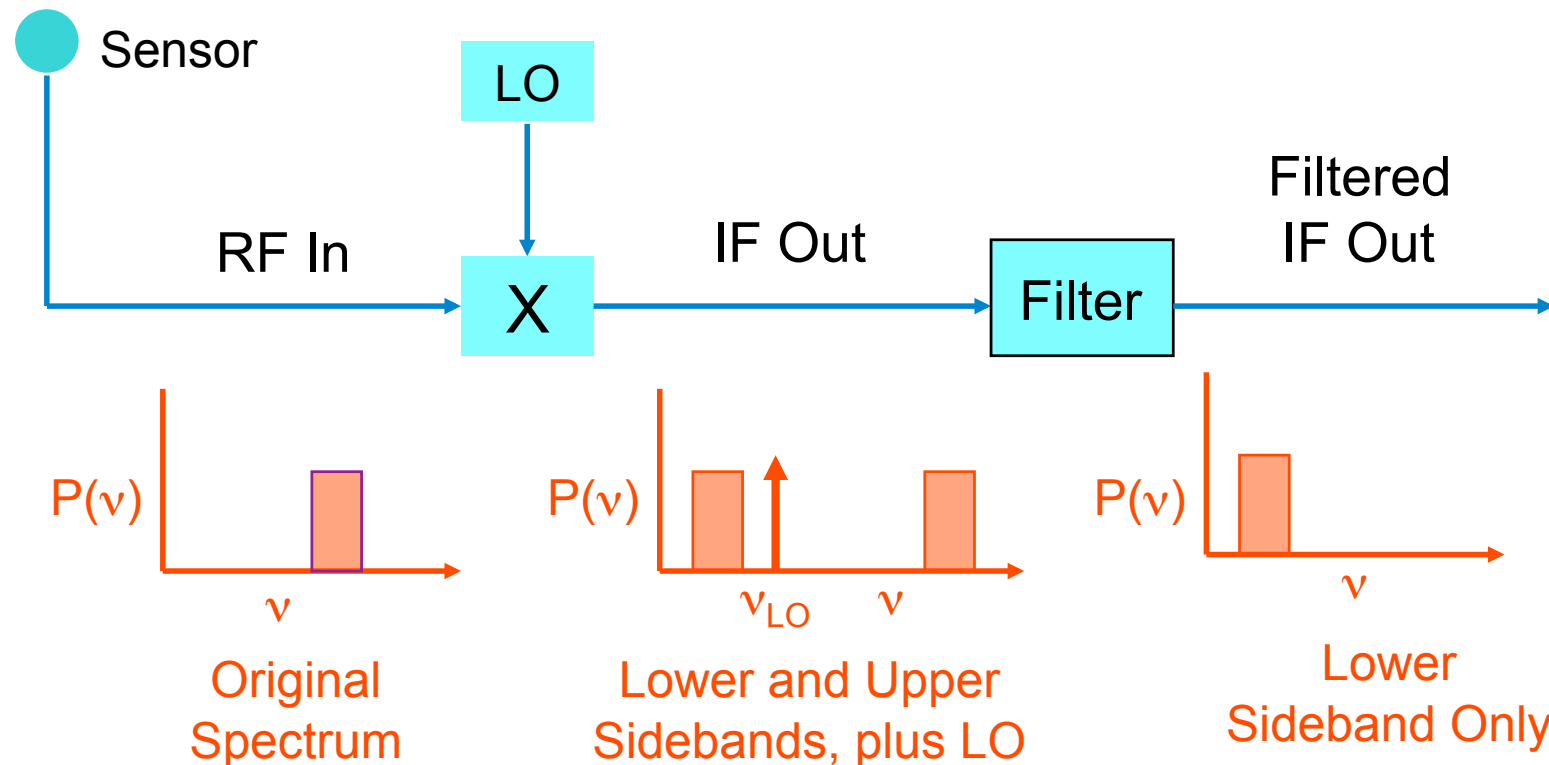 Sensor
LO
RF In
X
IF Out
Filter
Filtered
IF Out
P(ν)
ν
Original
Spectrum
P(ν)
νLO
ν
Lower and Upper
Sidebands, plus LO
P(ν)
ν
Lower
Sideband Only